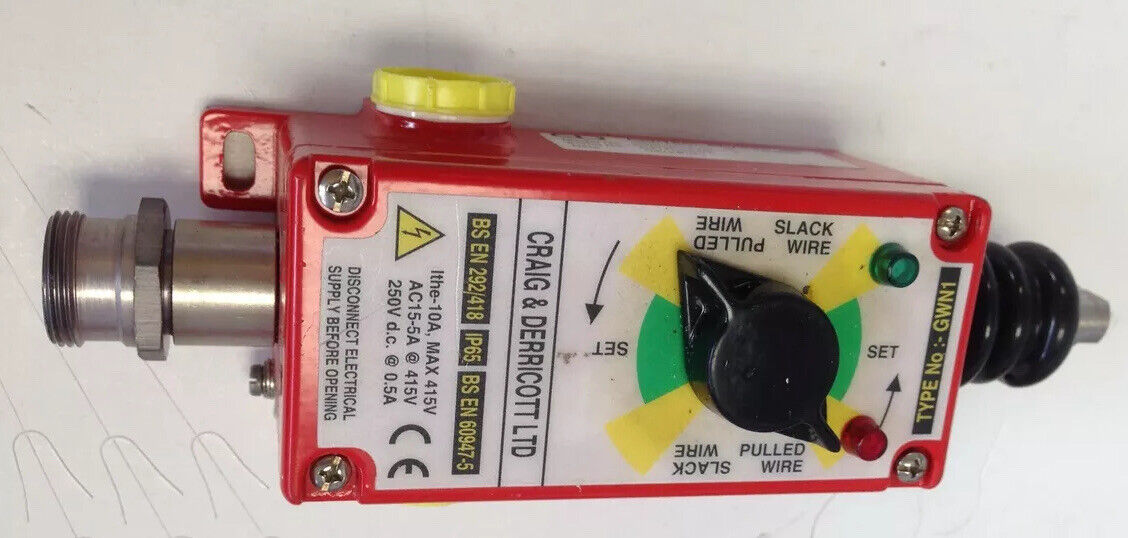 TYPE No :- GWN1
SLACK
WIRE
PULLED
WIRE
SET
PULLED
WIRE
SLACK
WIRE
SET
CRAIG & DERRICOTT LTD
BS EN 292/418 IP65 BS EN 60947-5
Ithe-10A, MAX 415V
AC15-5A @ 415V
250V d.c. @ 0.5A
CE
DISCONNECT ELECTRICAL
SUPPLY BEFORE OPENING